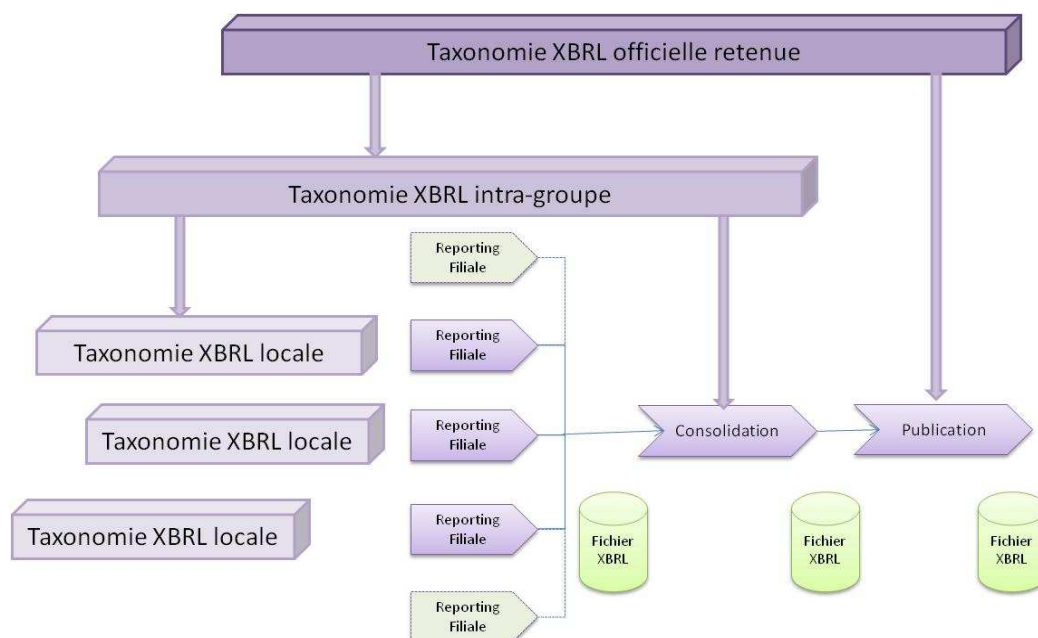 Taxonomie XBRL officielle retenue
Taxonomie XBRL intra-groupe
Reporting
Filiale
Taxonomie XBRL locale
Reporting
Filiale
Taxonomie XBRL locale
Reporting
Filiale
Consolidation
Publication
Taxonomie XBRL locale
Reporting
Filiale
Fichier
XBRL
Fichier
XBRL
Fichier
XBRL
Reporting
Filiale